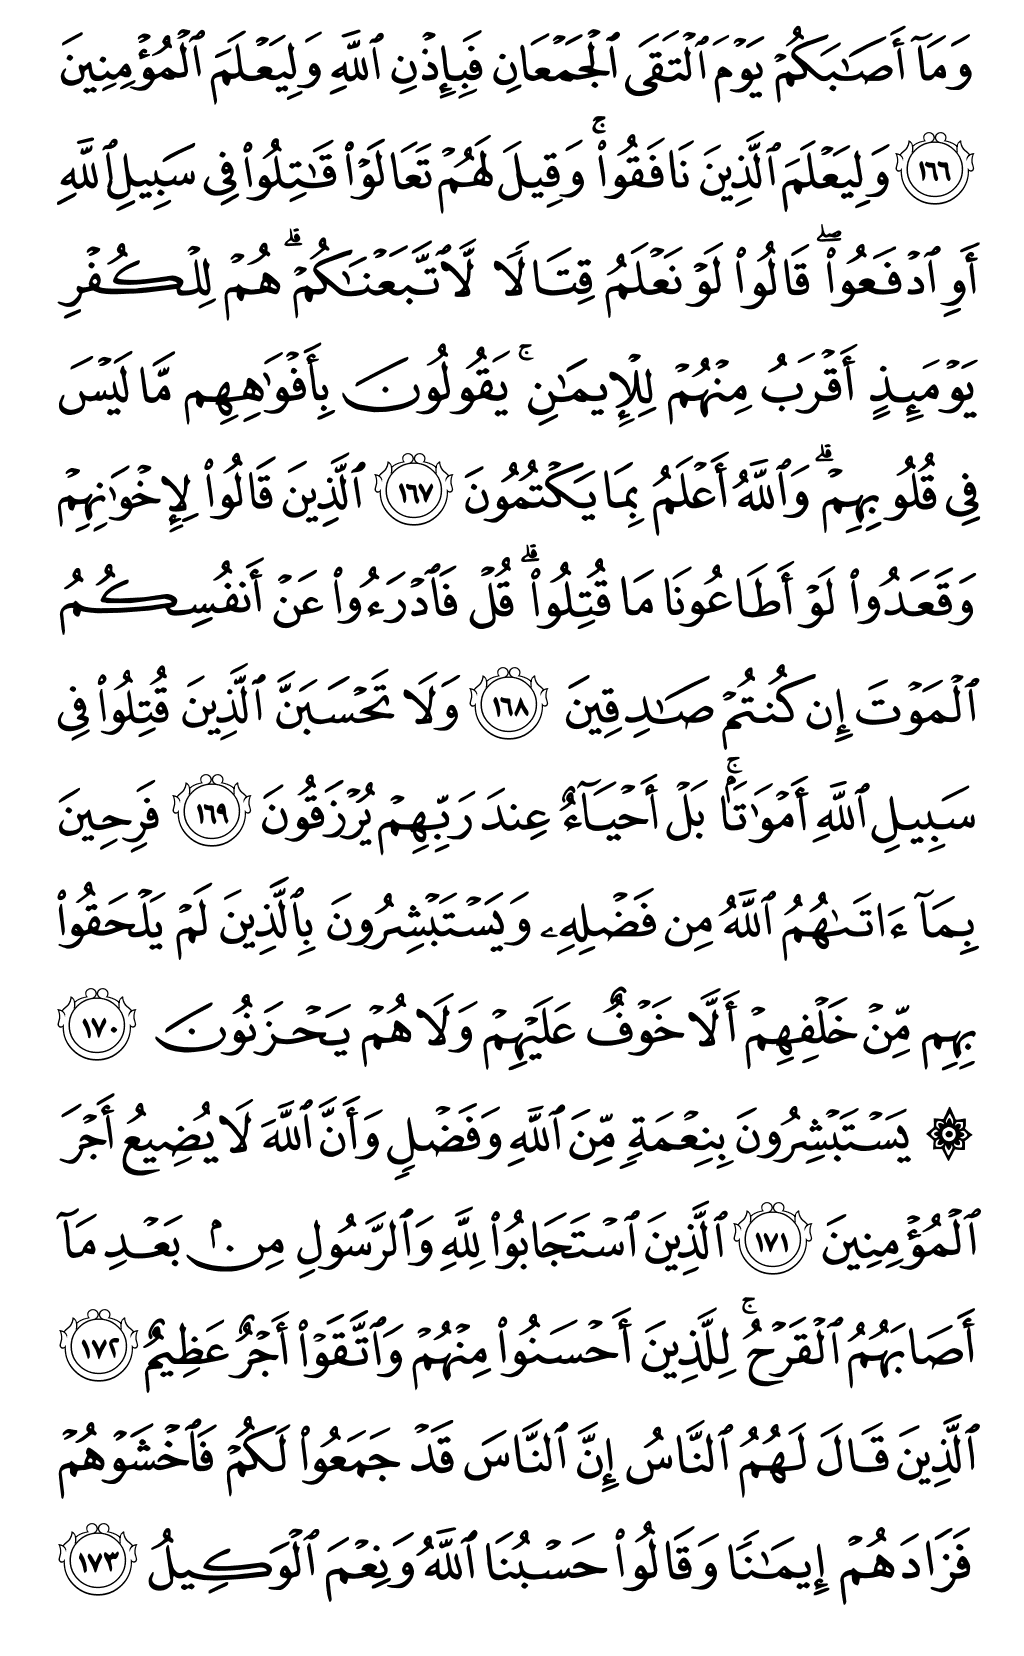 وَمَآ أَصَٰبَكُمْ يَوْمَ ٱلْتَقَى ٱلْجَمْعَانِ فَبِإِذْنِ ٱللَّهِ وَلِيَعْلَمَ ٱلْمُؤْمِنِينَ
١٦٦ وَلِيَعْلَمَ ٱلَّذِينَ نَافَقُوا۟ ۚ وَقِيلَ لَهُمْ تَعَالَوْا۟ قَٰتِلُوا۟ فِى سَبِيلِ ٱللَّهِ
أَوِ ٱدْفَعُوا۟ ۖ قَالُوا۟ لَوْ نَعْلَمُ قِتَالًا لَّٱتَّبَعْنَٰكُمْ ۗ هُمْ لِلْكُفْرِ
يَوْمَئِذٍ أَقْرَبُ مِنْهُمْ لِلْإِيمَٰنِ ۚ يَقُولُونَ بِأَفْوَٰهِهِم مَّا لَيْسَ
فِى قُلُوبِهِمْ ۗ وَٱللَّهُ أَعْلَمُ بِمَا يَكْتُمُونَ ١٦٧ ٱلَّذِينَ قَالُوا۟ لِإِخْوَٰنِهِمْ
وَقَعَدُوا۟ لَوْ أَطَاعُونَا مَا قُتِلُوا۟ ۗ قُلْ فَٱدْرَءُوا۟ عَنْ أَنفُسِكُمُ
ٱلْمَوْتَ إِن كُنتُمْ صَٰدِقِينَ ١٦٨ وَلَا تَحْسَبَنَّ ٱلَّذِينَ قُتِلُوا۟ فِى
سَبِيلِ ٱللَّهِ أَمْوَٰتًۢا ۚ بَلْ أَحْيَآءٌ عِندَ رَبِّهِمْ يُرْزَقُونَ ١٦٩ فَرِحِينَ
بِمَآ ءَاتَىٰهُمُ ٱللَّهُ مِن فَضْلِهِۦ وَيَسْتَبْشِرُونَ بِٱلَّذِينَ لَمْ يَلْحَقُوا۟
بِهِم مِّنْ خَلْفِهِمْ أَلَّا خَوْفٌ عَلَيْهِمْ وَلَا هُمْ يَحْزَنُونَ ١٧٠
۞ يَسْتَبْشِرُونَ بِنِعْمَةٍ مِّنَ ٱللَّهِ وَفَضْلٍ وَأَنَّ ٱللَّهَ لَا يُضِيعُ أَجْرَ
ٱلْمُؤْمِنِينَ ١٧١ ٱلَّذِينَ ٱسْتَجَابُوا۟ لِلَّهِ وَٱلرَّسُولِ مِنۢ بَعْدِ مَآ
أَصَابَهُمُ ٱلْقَرْحُ ۚ لِلَّذِينَ أَحْسَنُوا۟ مِنْهُمْ وَٱتَّقَوْا۟ أَجْرٌ عَظِيمٌ ١٧٢
ٱلَّذِينَ قَالَ لَهُمُ ٱلنَّاسُ إِنَّ ٱلنَّاسَ قَدْ جَمَعُوا۟ لَكُمْ فَٱخْشَوْهُمْ
فَزَادَهُمْ إِيمَٰنًا وَقَالُوا۟ حَسْبُنَا ٱللَّهُ وَنِعْمَ ٱلْوَكِيلُ ١٧٣